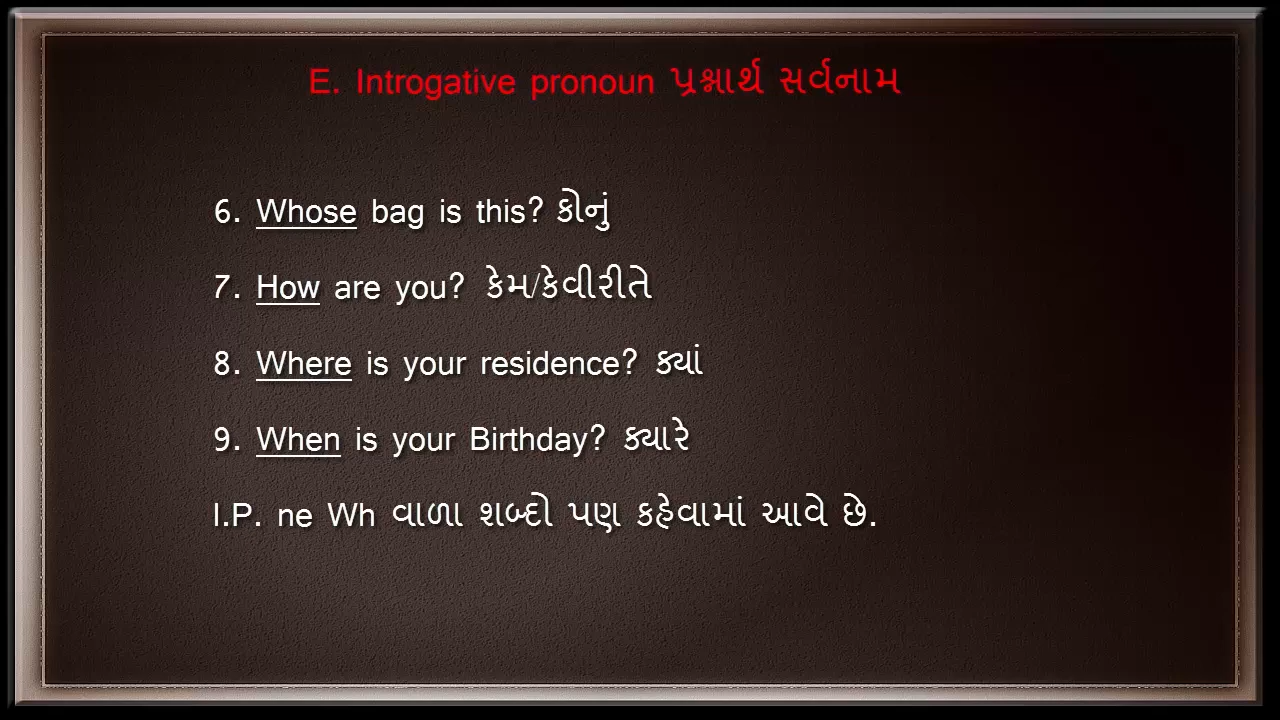 E. Introgative pronoun પ્રશ્નાર્થ સર્વનામ
6. Whose bag is this? કોનું
7. How are you? કેમ/કેવીરીતે
8. Where is your residence? ક્યાં
9. When is your Birthday? ક્યારે
I.P. ne Wh વાળા શબ્દો પણ કહેવામાં આવે છે.